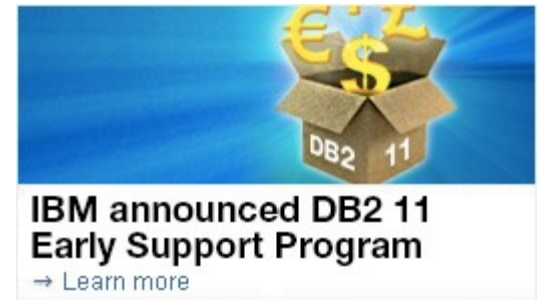 € $ £
DB2 11
IBM announced DB2 11
Early Support Program
→ Learn more